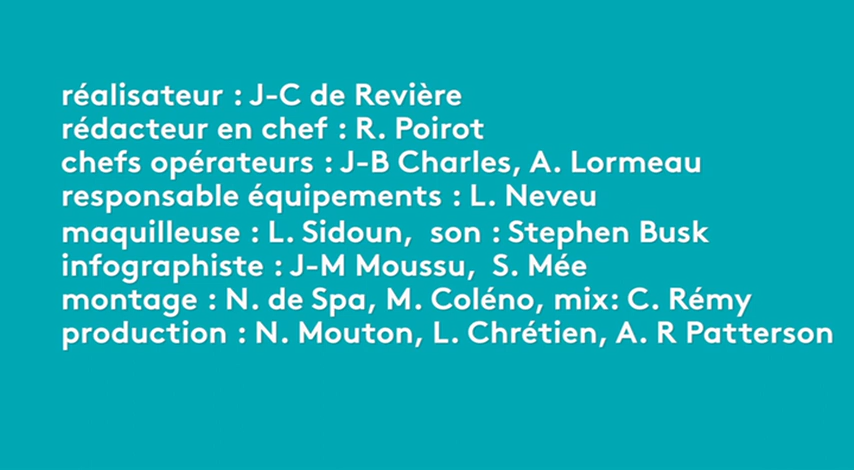 réalisateur : J-C de Revière
rédacteur en chef : R. Poirot
chefs opérateurs : J-B Charles, A. Lormeau
responsable équipements : L. Neveu
maquilleuse : L. Sidoun,  son : Stephen Busk
infographiste : J-M Moussu,  S. Mée
montage : N. de Spa, M. Coléno, mix: C. Rémy
production : N. Mouton, L. Chrétien, A. R Patterson